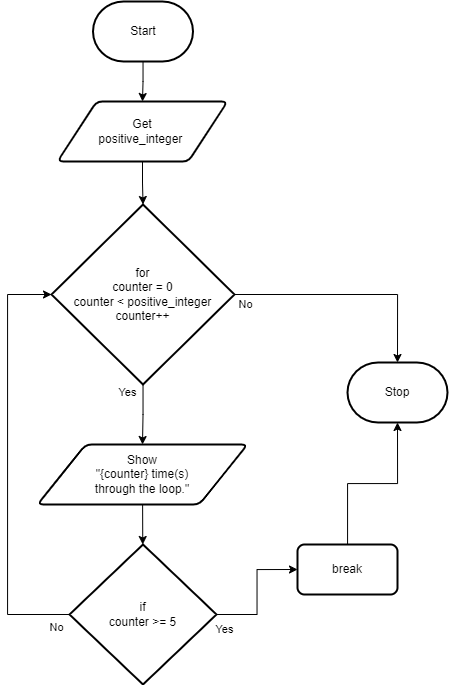 Start
Get
positive_integer
for
counter = 0
counter < positive_integer
counter++
No
Yes
Stop
Show
"{counter} time(s)
through the loop."
break
if
counter >= 5
No
Yes